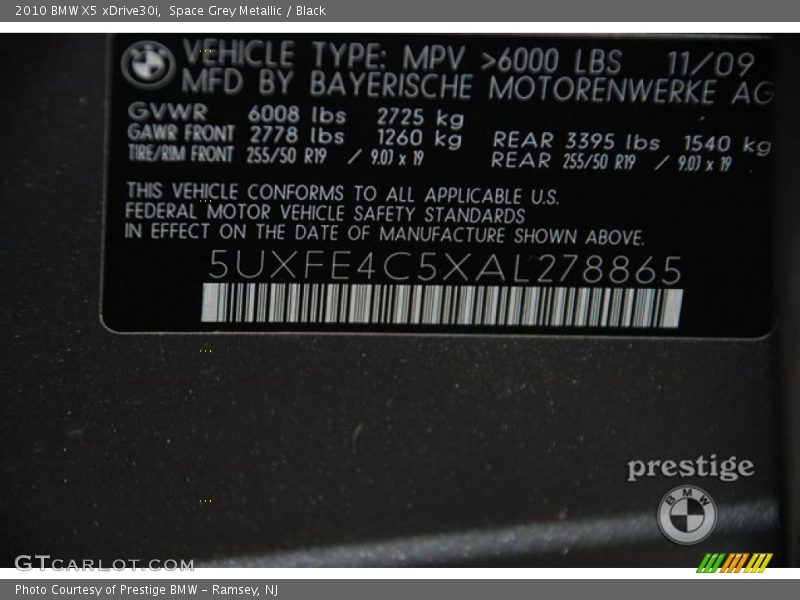 2010 BMW X5 xDrive30i, Space Grey Metallic / Black
VEHICLE TYPE: MPV >6000 LBS 11/09
MFD BY BAYERISCHE MOTORENWERKE AG
GVWR 6008 lbs 2725 kg
GAWR FRONT 2778 lbs 1260 kg REAR 3395 lbs 1540 kg
TIRE/RIM FRONT 255/50 R19 / 9.0J x 19 REAR 255/50 R19 / 9.0J x 19
THIS VEHICLE CONFORMS TO ALL APPLICABLE U.S.
FEDERAL MOTOR VEHICLE SAFETY STANDARDS
IN EFFECT ON THE DATE OF MANUFACTURE SHOWN ABOVE.
5UXFE4C5XAL278865
prestige
BMW
GTCARLOT.COM
Photo Courtesy of Prestige BMW - Ramsey, NJ